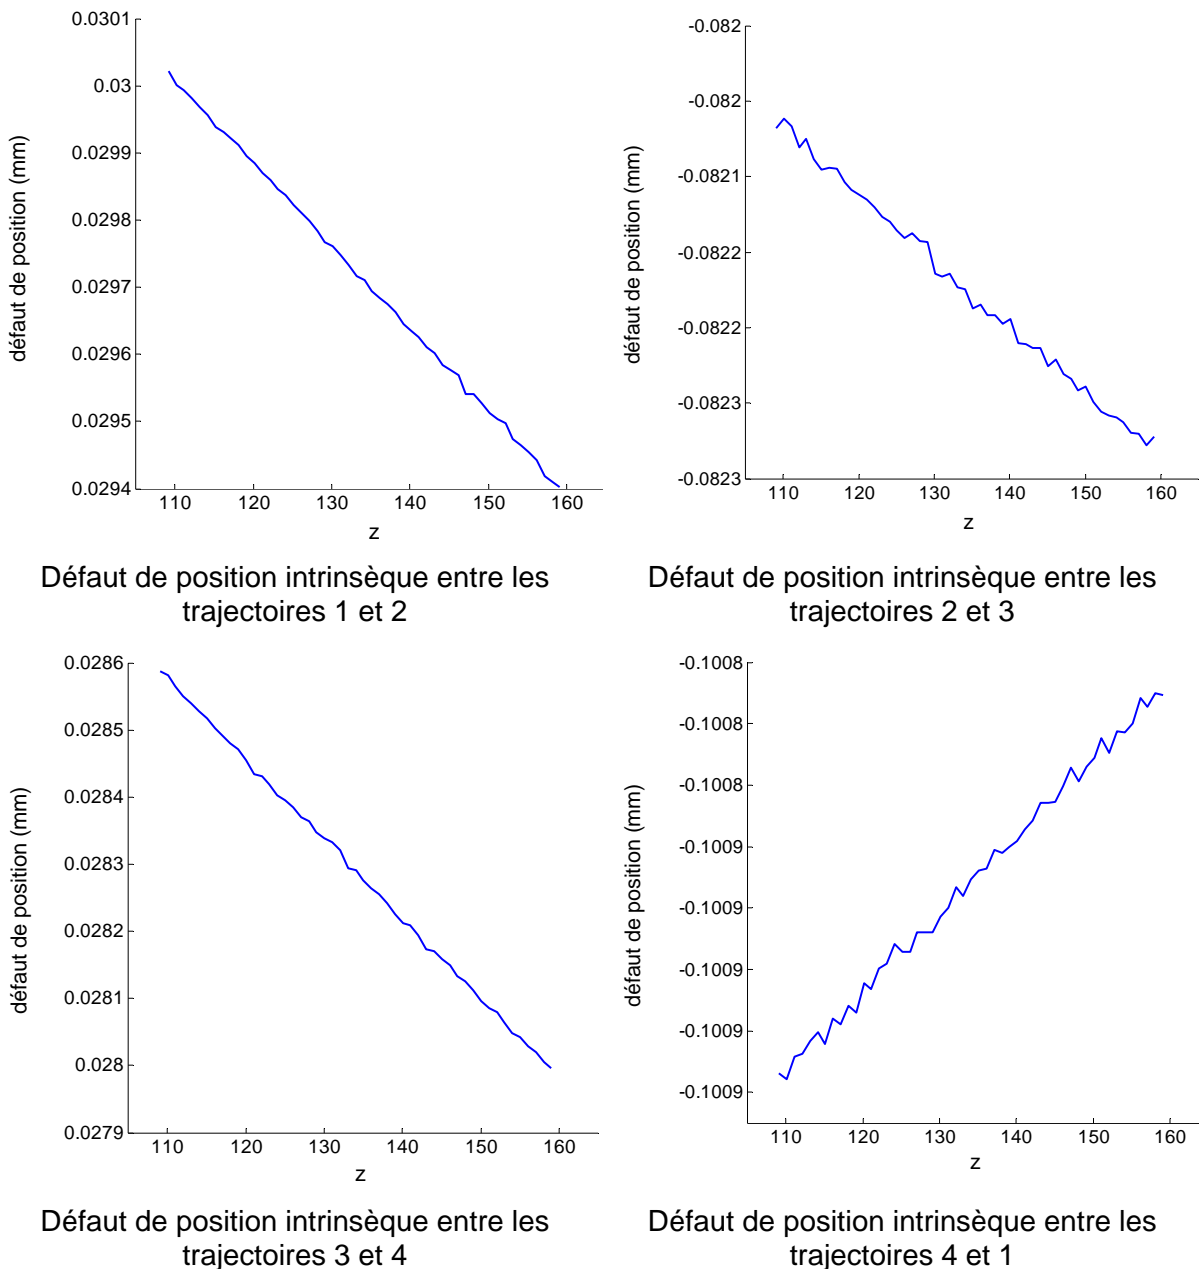 0.0301
0.03
0.0299
0.0298
0.0297
0.0296
0.0295
0.0294
défaut de position (mm)
110 120 130 140 150 160
z
Défaut de position intrinsèque entre les
trajectoires 1 et 2
-0.082
-0.082
-0.0821
-0.0822
-0.0822
-0.0823
-0.0823
défaut de position (mm)
110 120 130 140 150 160
z
Défaut de position intrinsèque entre les
trajectoires 2 et 3
0.0286
0.0285
0.0284
0.0283
0.0282
0.0281
0.028
0.0279
défaut de position (mm)
110 120 130 140 150 160
z
Défaut de position intrinsèque entre les
trajectoires 3 et 4
-0.1008
-0.1008
-0.1008
-0.1009
-0.1009
-0.1009
-0.1009
-0.1009
défaut de position (mm)
110 120 130 140 150 160
z
Défaut de position intrinsèque entre les
trajectoires 4 et 1